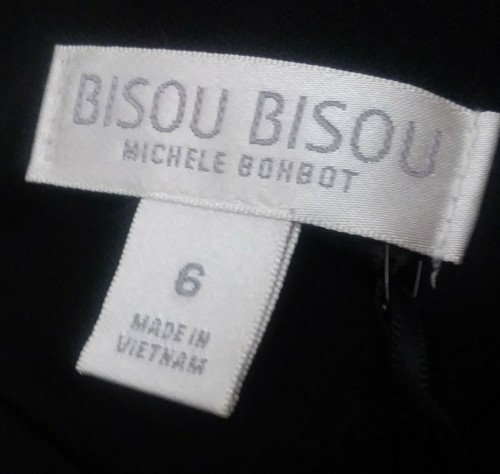 BISOU BISOU
MICHELE BOHBOT
6
MADE IN
VIETNAM